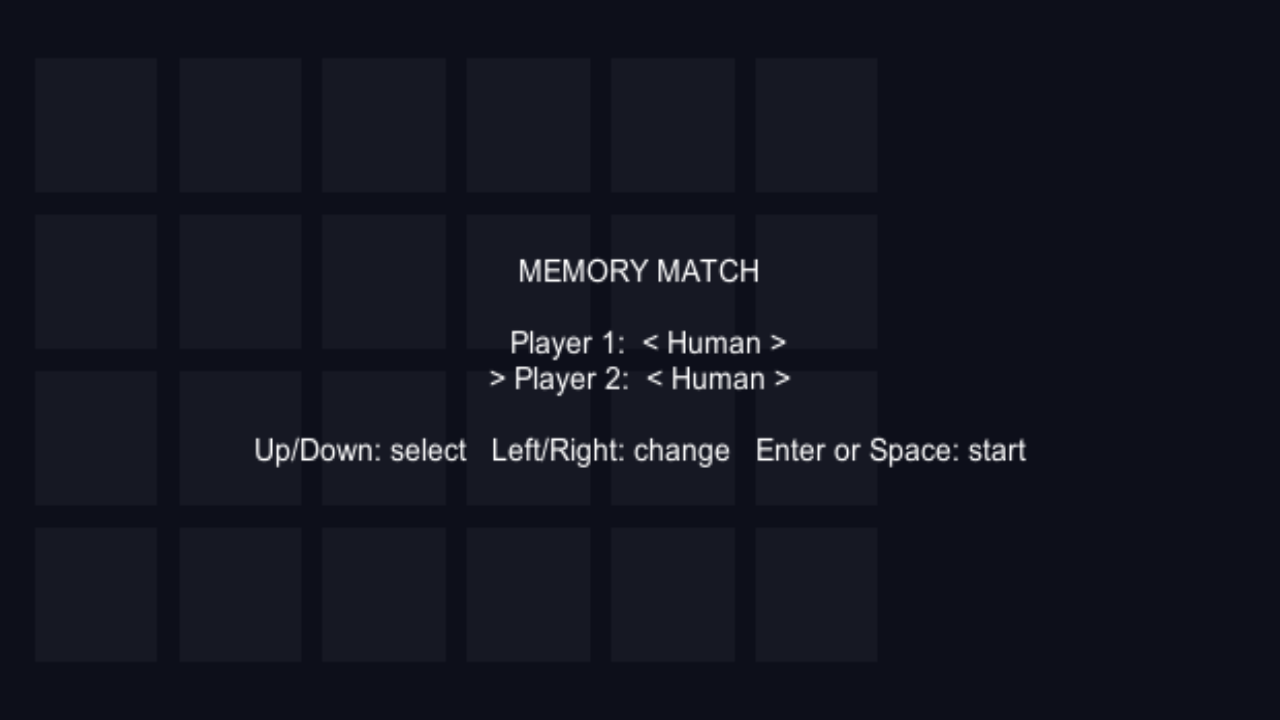 MEMORY MATCH
Player 1: < Human >
> Player 2: < Human >
Up/Down: select Left/Right: change Enter or Space: start